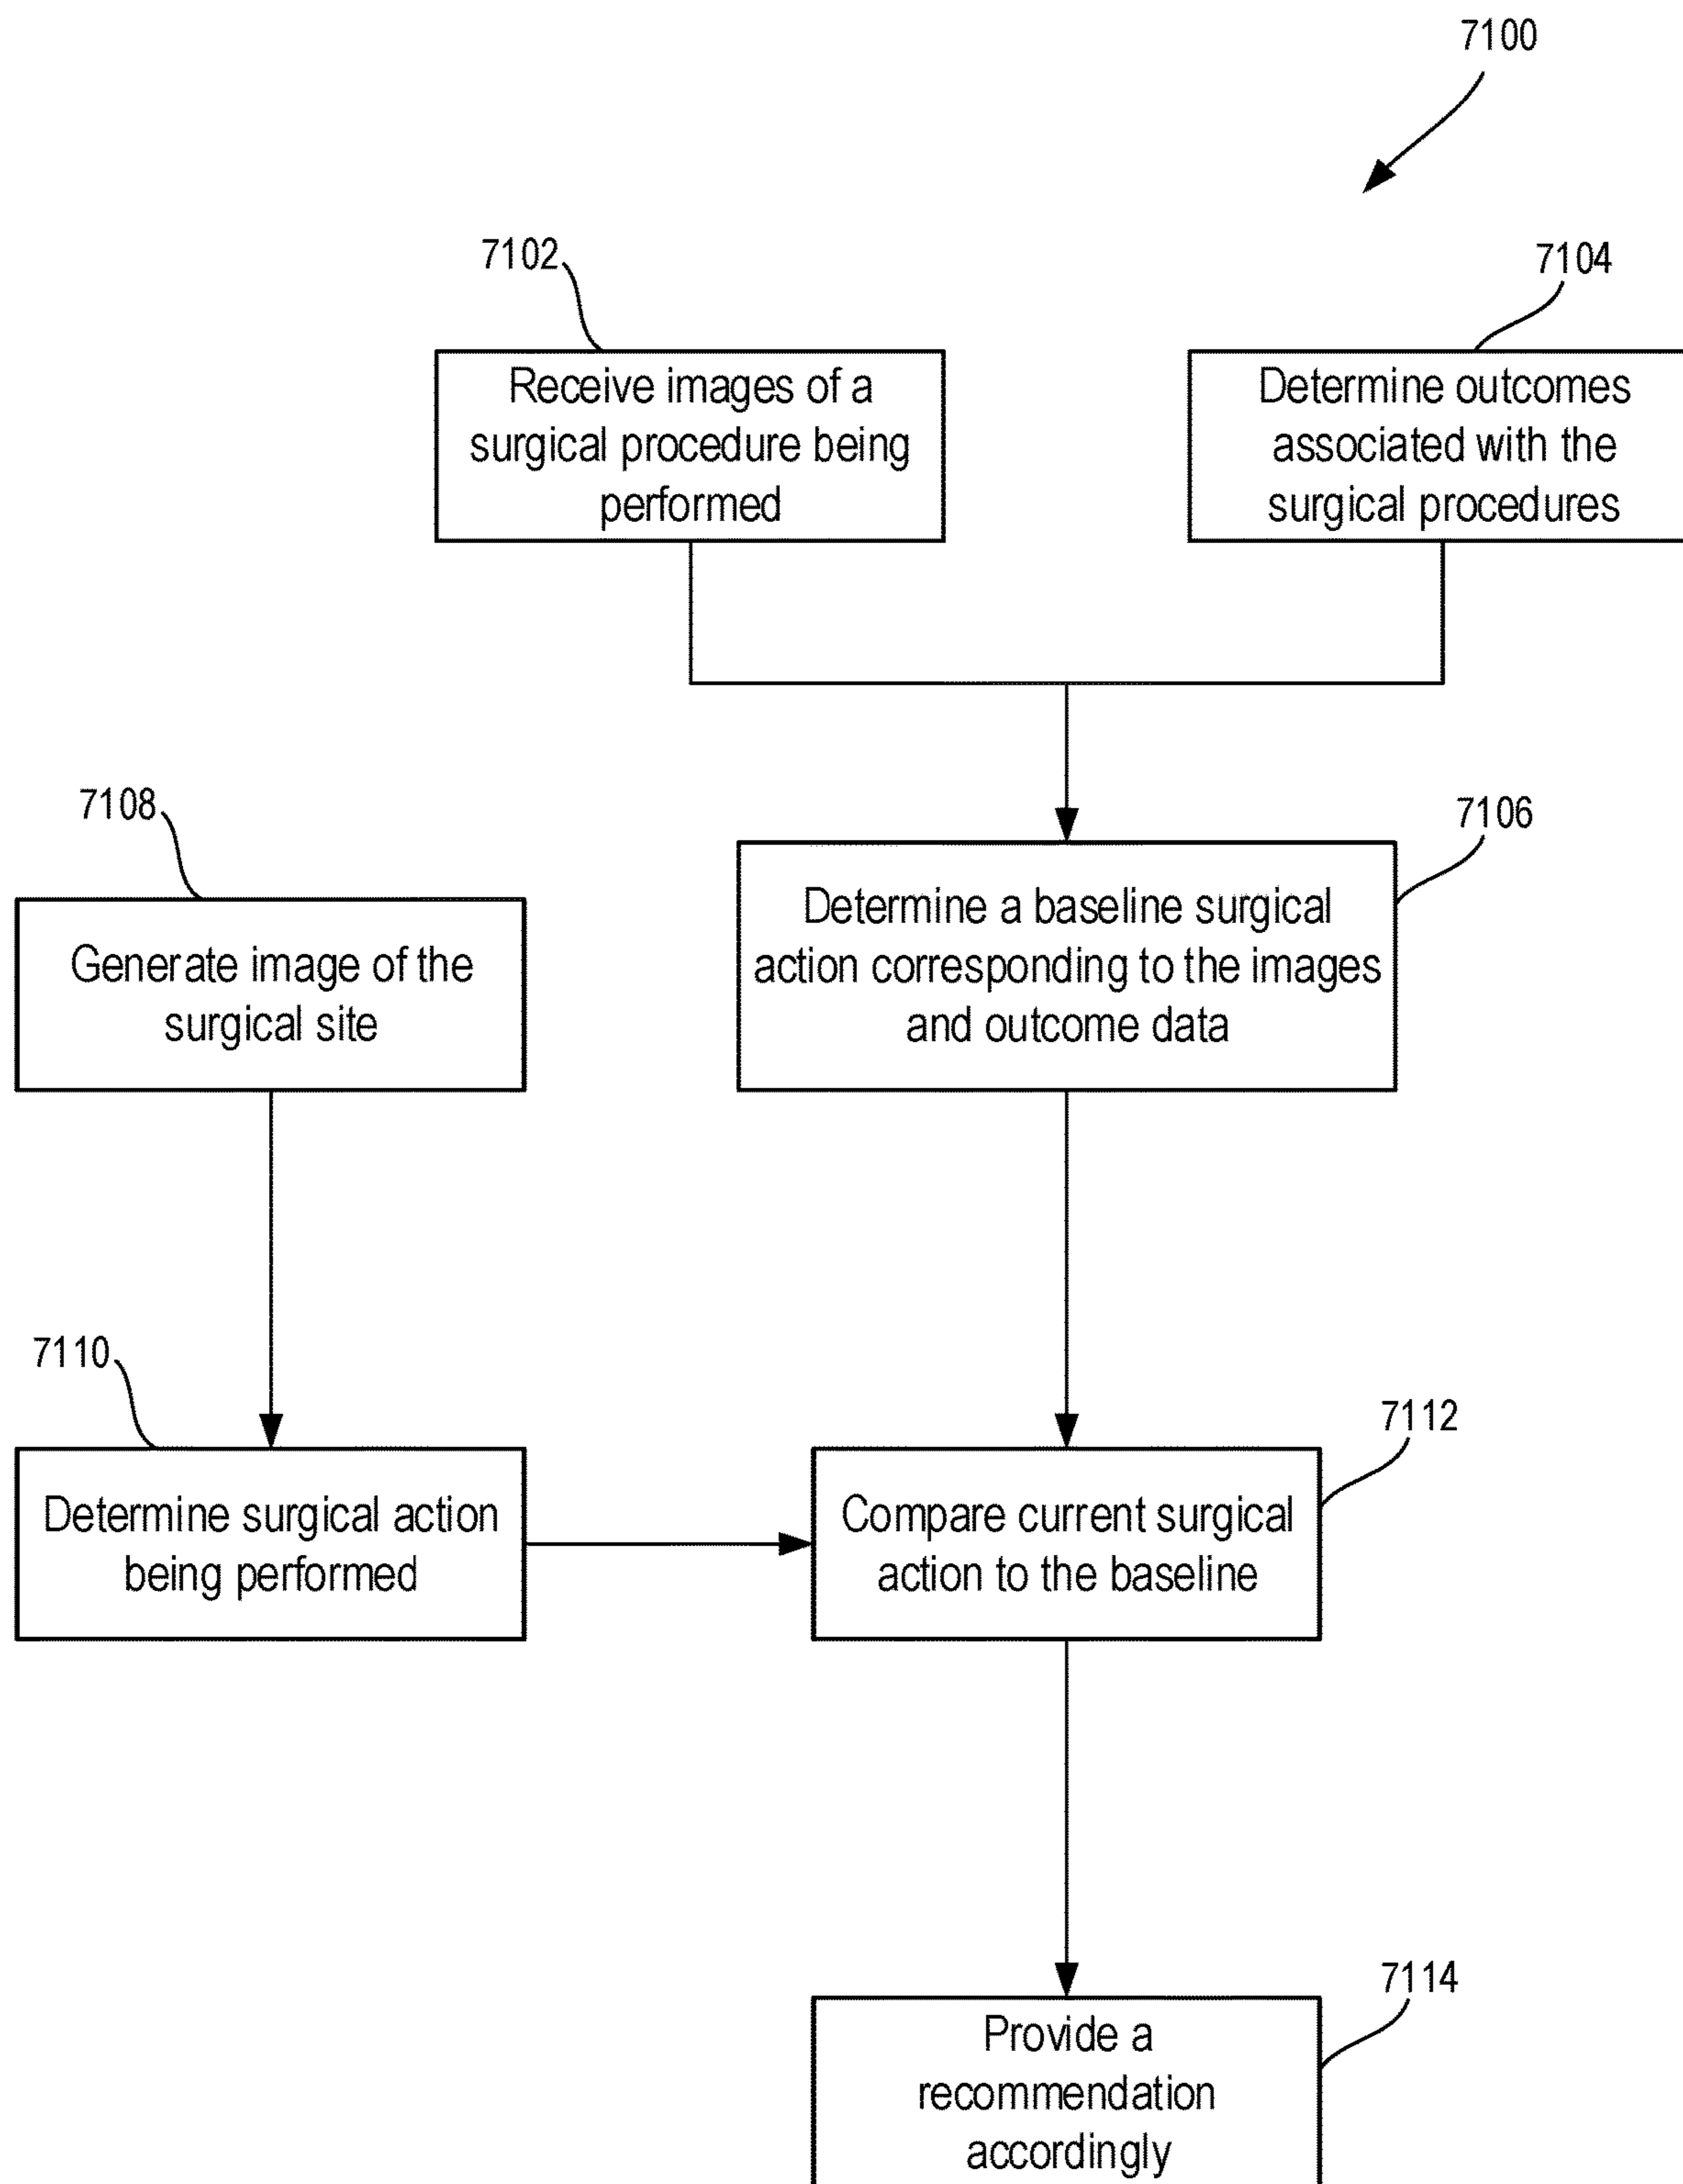 7100
7102
7104
Receive images of a
surgical procedure being
performed
Determine outcomes
associated with the
surgical procedures
7108
7106
Generate image of the
surgical site
Determine a baseline surgical
action corresponding to the images
and outcome data
7110
7112
Determine surgical action
being performed
Compare current surgical
action to the baseline
7114
Provide a
recommendation
accordingly